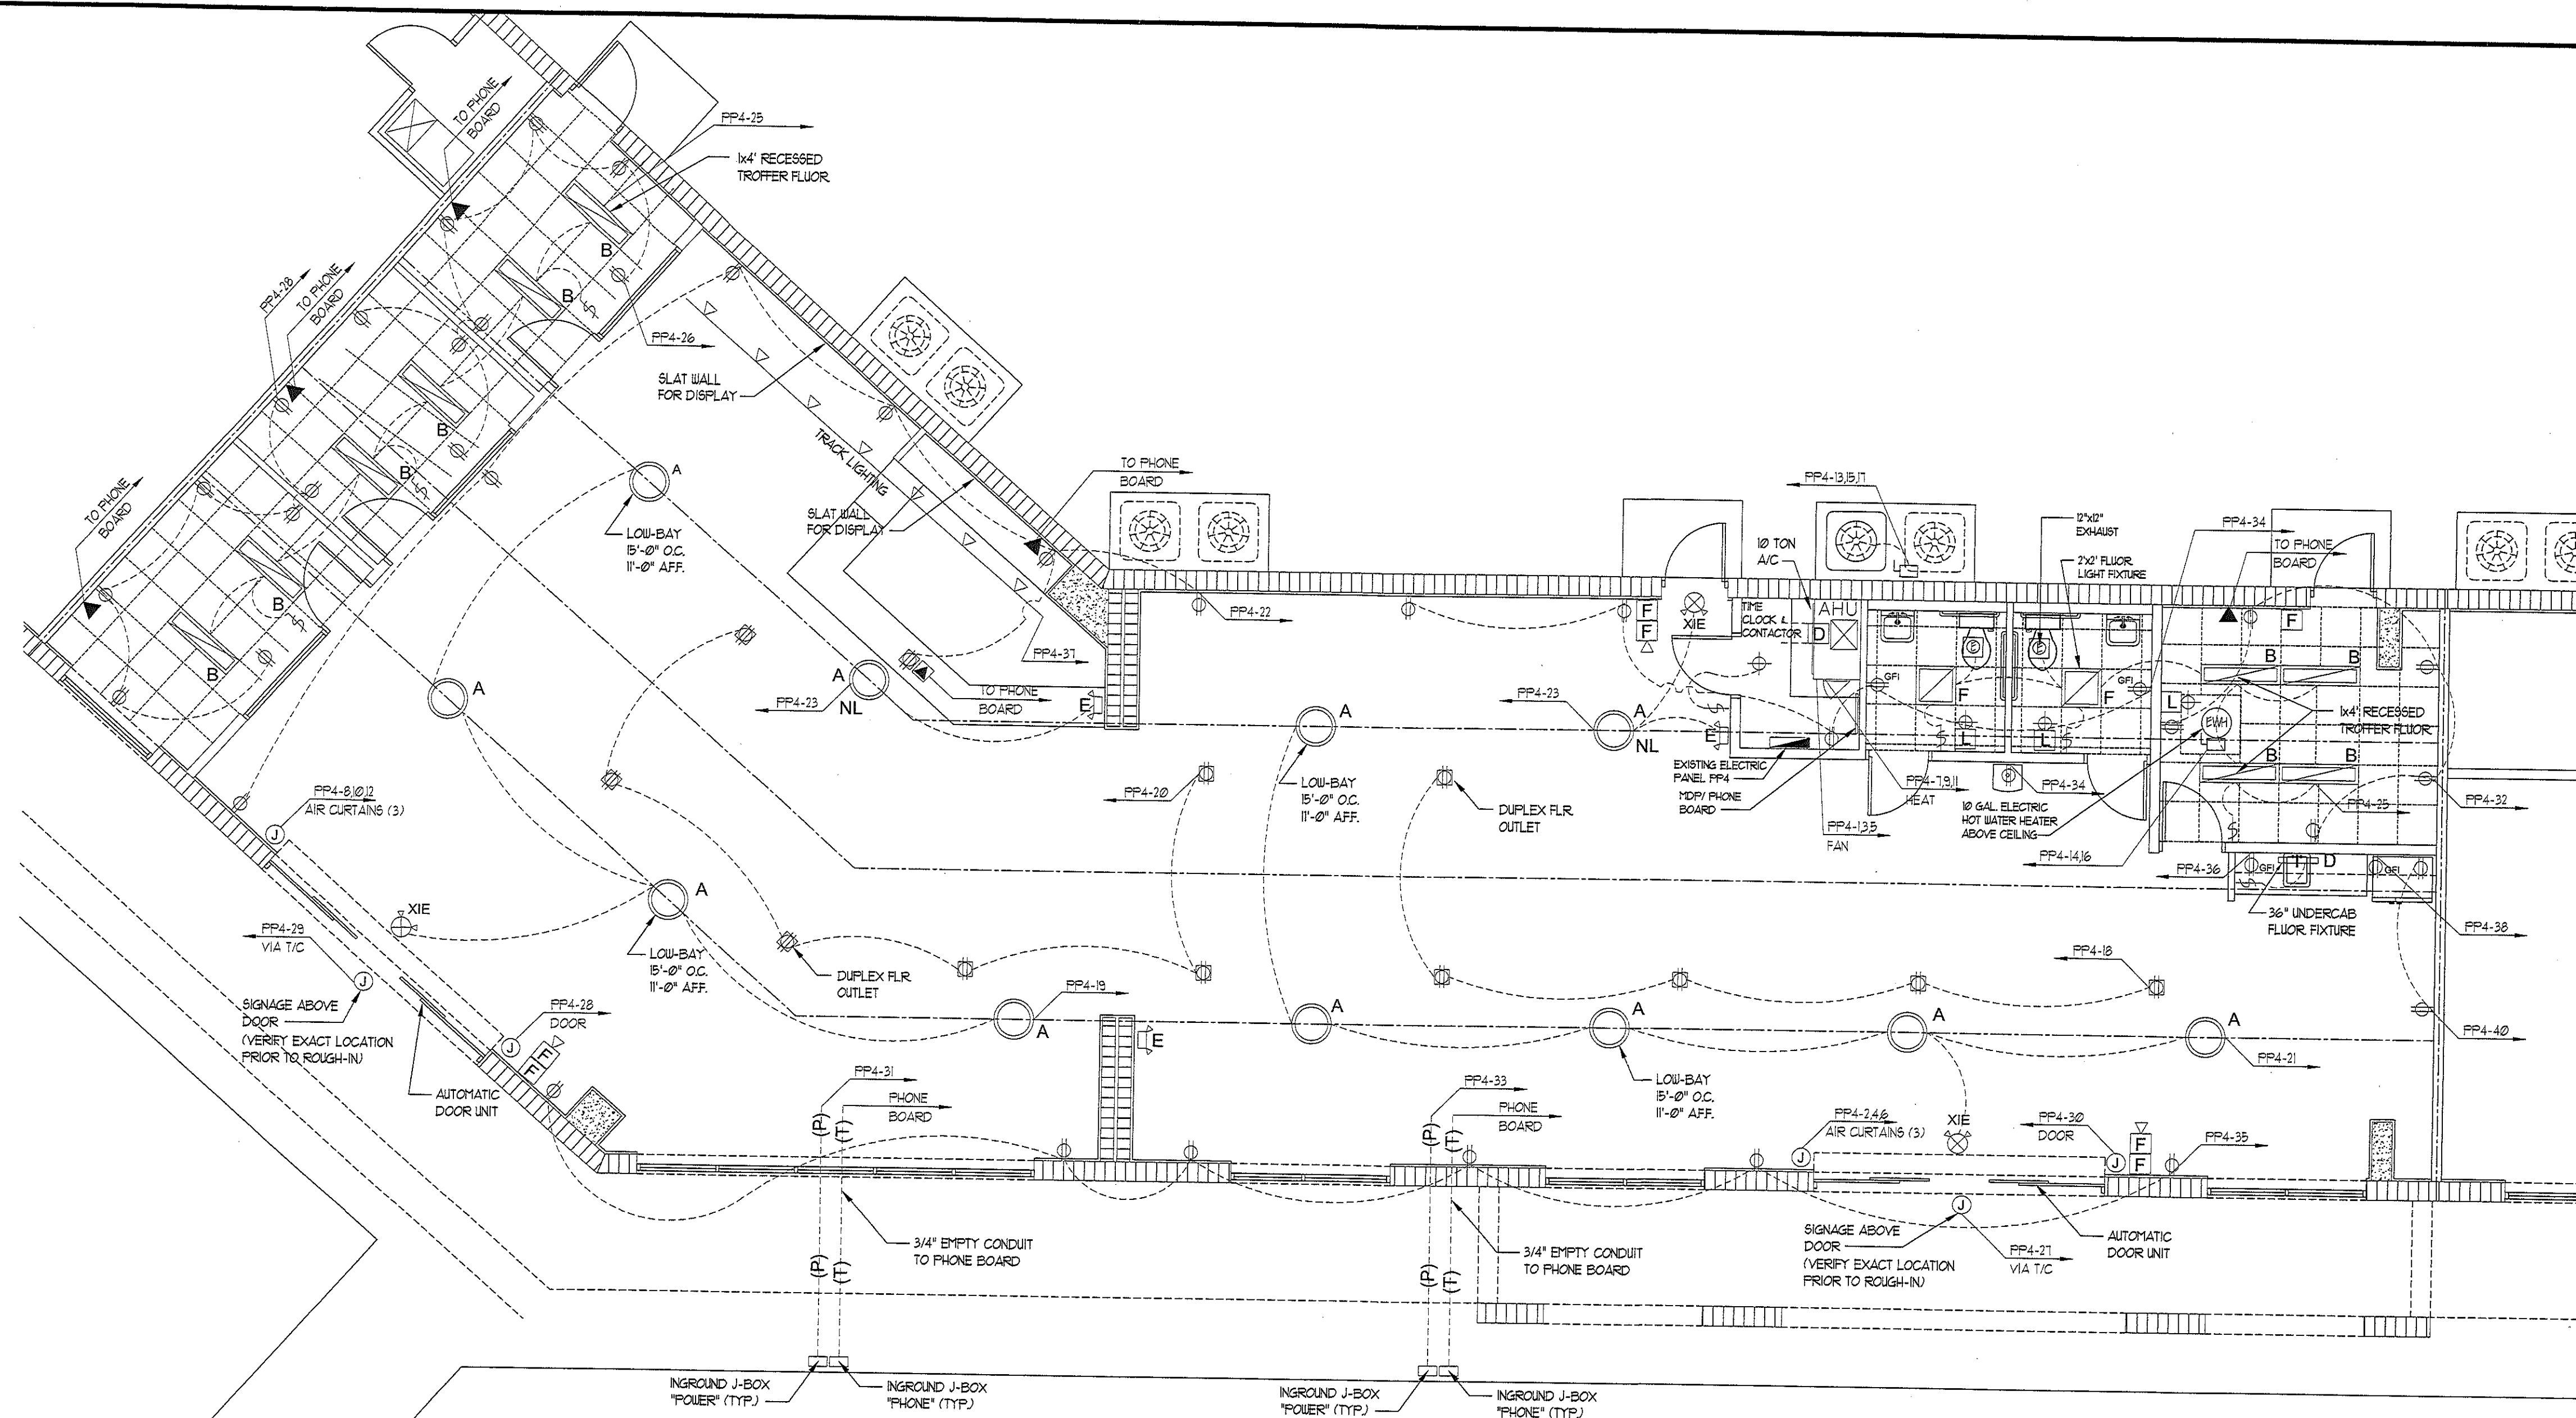 TO PHONE
BOARD
PP4-25
1x4' RECESSED
TROFFER FLUOR.
B
PP4-28
TO PHONE
BOARD
B
$
PP4-26
SLAT WALL
FOR DISPLAY
B
B
$
TRACK LIGHTING
TO PHONE
BOARD
B
$
B
A
LOW-BAY
15'-0" O.C.
11'-0" AFF.
SLAT WALL
FOR DISPLAY
TO PHONE
BOARD
PP4-22
PP4-37
TO PHONE
BOARD
E
A
PP4-23
A
NL
PP4-13,15,17
10 TON
A/C
12"x12"
EXHAUST
2'x2' FLUOR.
LIGHT FIXTURE
PP4-34
TO PHONE
BOARD
F
F
XIE
TIME
CLOCK &
CONTACTOR
AHU
D
E
E
F
GFI
F
F
GFI
B
B
L
EWH
L
1x4' RECESSED
TROFFER FLUOR.
PP4-23
A
NL
A
LOW-BAY
15'-0" O.C.
11'-0" AFF.
$
E
$
L
L
$
EXISTING ELECTRIC
PANEL PP4
MDP/ PHONE
BOARD
PP4-7,9,11
HEAT
PP4-34
10 GAL. ELECTRIC
HOT WATER HEATER
ABOVE CEILING
PP4-1,3,5
FAN
PP4-14,16
B
B
PP4-25
PP4-32
$
PP4-36
GFI
T
D
GFI
$
36" UNDERCAB
FLUOR. FIXTURE
PP4-38
PP4-20
DUPLEX FLR.
OUTLET
PP4-8,10,12
AIR CURTAINS (3)
J
A
LOW-BAY
15'-0" O.C.
11'-0" AFF.
XIE
PP4-29
VIA T/C
J
SIGNAGE ABOVE
DOOR
(VERIFY EXACT LOCATION
PRIOR TO ROUGH-IN)
AUTOMATIC
DOOR UNIT
PP4-28
DOOR
J
F
F
DUPLEX FLR.
OUTLET
PP4-19
A
E
A
A
LOW-BAY
15'-0" O.C.
11'-0" AFF.
A
PP4-18
A
PP4-21
PP4-40
PP4-31
PHONE
BOARD
(P)
(T)
PP4-33
PHONE
BOARD
(P)
(T)
PP4-2,4,6
AIR CURTAINS (3)
J
XIE
PP4-30
DOOR
J
F
F
PP4-35
J
SIGNAGE ABOVE
DOOR
(VERIFY EXACT LOCATION
PRIOR TO ROUGH-IN)
PP4-27
VIA T/C
AUTOMATIC
DOOR UNIT
3/4" EMPTY CONDUIT
TO PHONE BOARD
(P)
(T)
3/4" EMPTY CONDUIT
TO PHONE BOARD
(P)
(T)
INGROUND J-BOX
"POWER" (TYP.)
INGROUND J-BOX
"PHONE" (TYP.)
INGROUND J-BOX
"POWER" (TYP.)
INGROUND J-BOX
"PHONE" (TYP.)